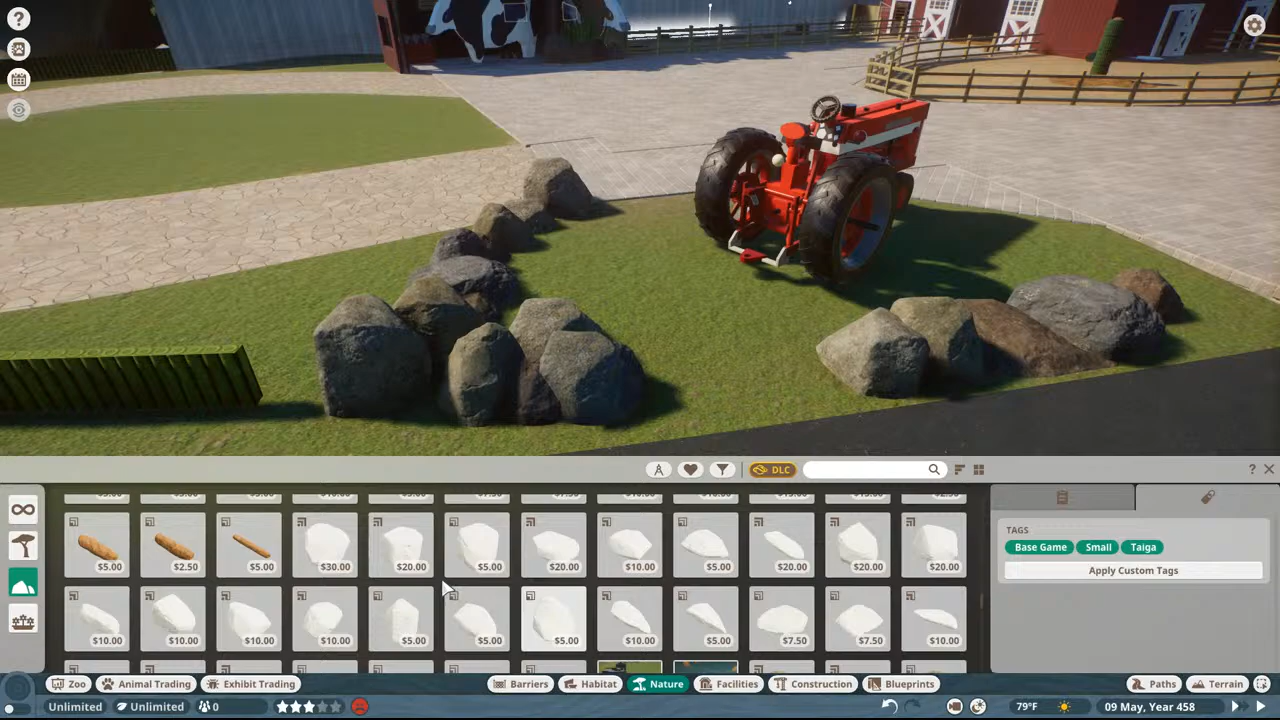 DLC
$5.00 $2.50 $5.00 $30.00 $20.00 $5.00 $20.00 $10.00 $5.00 $20.00 $20.00 $20.00
$10.00 $10.00 $10.00 $10.00 $5.00 $5.00 $5.00 $10.00 $5.00 $7.50 $7.50 $10.00
TAGS
Base Game Small Taiga
Apply Custom Tags
Zoo Animal Trading Exhibit Trading Barriers Habitat Nature Facilities Construction Blueprints Paths Terrain
Unlimited Unlimited 0 79°F 09 May, Year 458